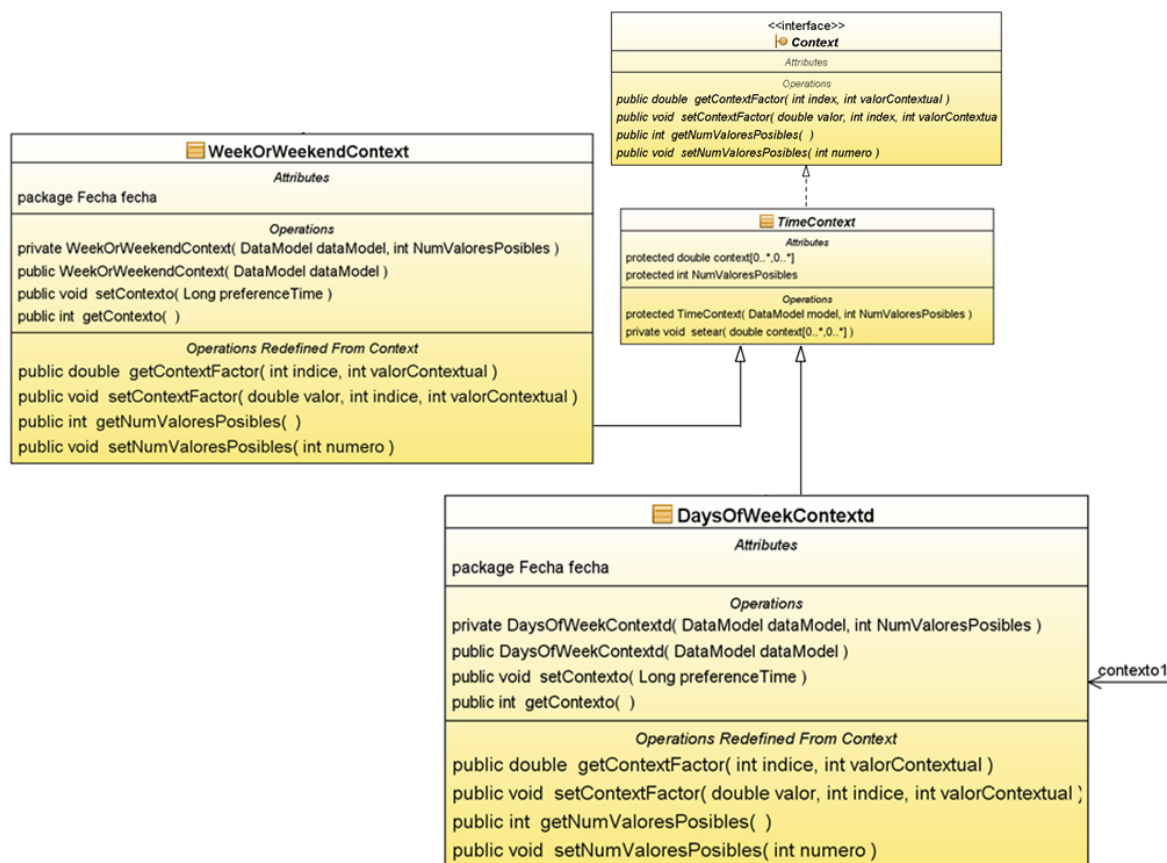 <<interface>>
Context
Attributes
Operations
public double getContextFactor( int index, int valorContextual )
public void setContextFactor( double valor, int index, int valorContextua
public int getNumValoresPosibles( )
public void setNumValoresPosibles( int numero )
WeekOrWeekendContext
Attributes
package Fecha fecha
Operations
private WeekOrWeekendContext( DataModel dataModel, int NumValoresPosibles )
public WeekOrWeekendContext( DataModel dataModel )
public void setContexto( Long preferenceTime )
public int getContexto( )
Operations Redefined From Context
public double getContextFactor( int indice, int valorContextual )
public void setContextFactor( double valor, int indice, int valorContextual )
public int getNumValoresPosibles( )
public void setNumValoresPosibles( int numero )
TimeContext
Attributes
protected double context[0..*,0..*]
protected int NumValoresPosibles
Operations
protected TimeContext( DataModel model, int NumValoresPosibles )
private void setear( double context[0..*,0..*] )
DaysOfWeekContextd
Attributes
package Fecha fecha
Operations
private DaysOfWeekContextd( DataModel dataModel, int NumValoresPosibles )
public DaysOfWeekContextd( DataModel dataModel )
public void setContexto( Long preferenceTime )
public int getContexto( )
Operations Redefined From Context
public double getContextFactor( int indice, int valorContextual )
public void setContextFactor( double valor, int indice, int valorContextual )
public int getNumValoresPosibles( )
public void setNumValoresPosibles( int numero )
contexto1